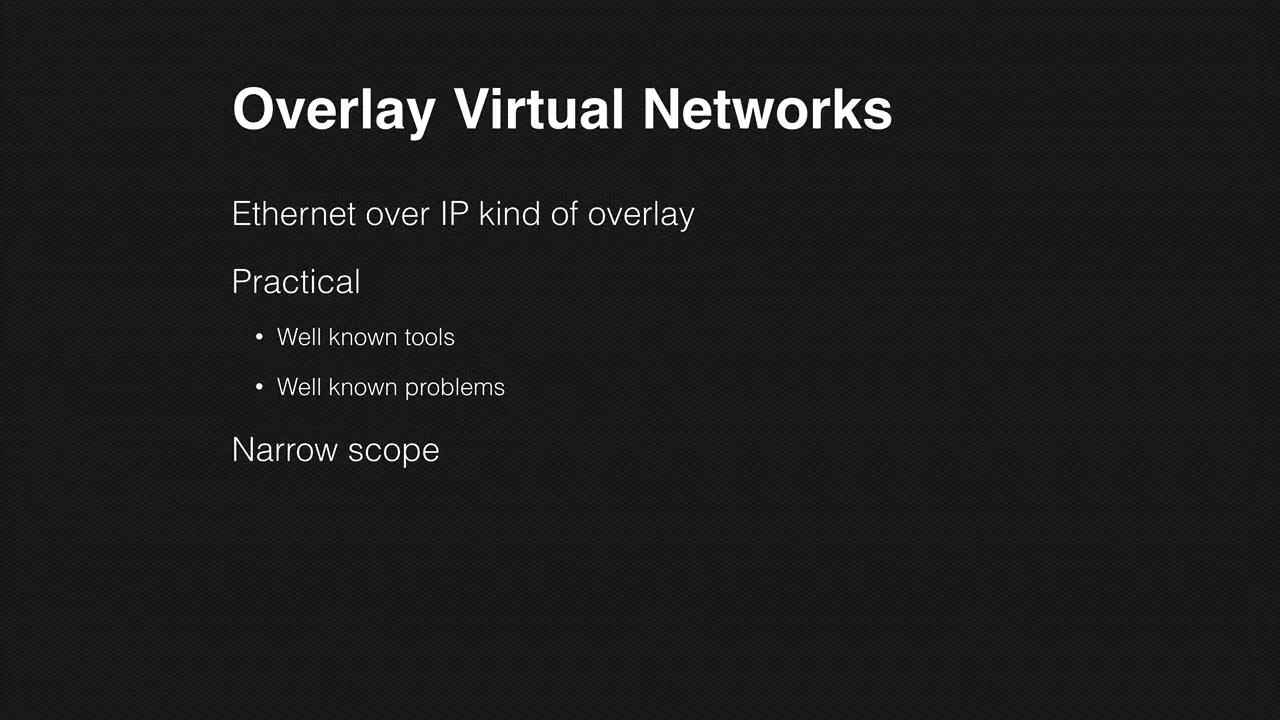 Overlay Virtual Networks
Ethernet over IP kind of overlay
Practical
• Well known tools
• Well known problems
Narrow scope